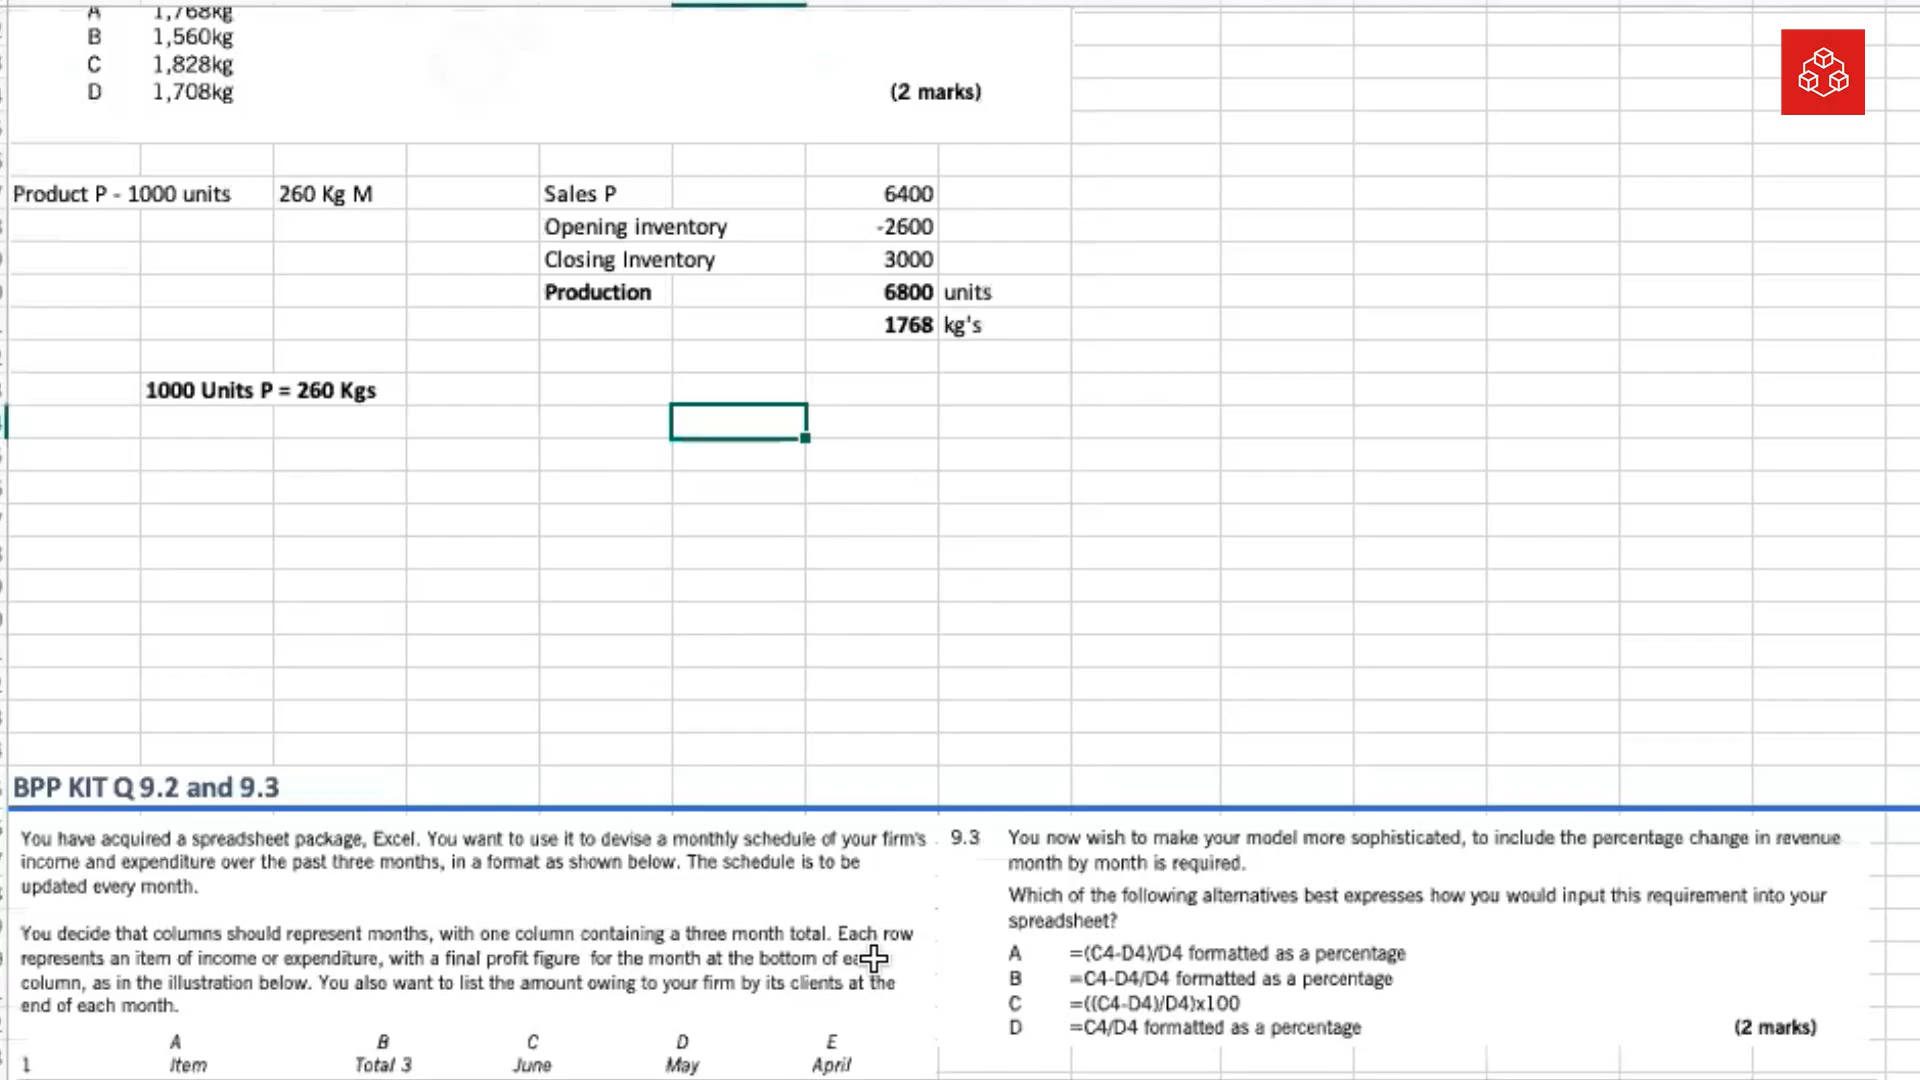 A 1,768kg
B 1,560kg
C 1,828kg
D 1,708kg (2 marks)
Product P - 1000 units 260 Kg M Sales P 6400
Opening inventory -2600
Closing Inventory 3000
Production 6800 units
1768 kg's
1000 Units P = 260 Kgs
BPP KIT Q 9.2 and 9.3
You have acquired a spreadsheet package, Excel. You want to use it to devise a monthly schedule of your firm's
income and expenditure over the past three months, in a format as shown below. The schedule is to be
updated every month.
You decide that columns should represent months, with one column containing a three month total. Each row
represents an item of income or expenditure, with a final profit figure for the month at the bottom of
column, as in the illustration below. You also want to list the amount owing to your firm by its clients at the
end of each month.
A B C D E
1 Item Total 3 June May April
9.3 You now wish to make your model more sophisticated, to include the percentage change in revenue
month by month is required.
Which of the following alternatives best expresses how you would input this requirement into your
spreadsheet?
A =(C4-D4)/D4 formatted as a percentage
B =C4-D4/D4 formatted as a percentage
C =((C4-D4)/D4)x100
D =C4/D4 formatted as a percentage (2 marks)